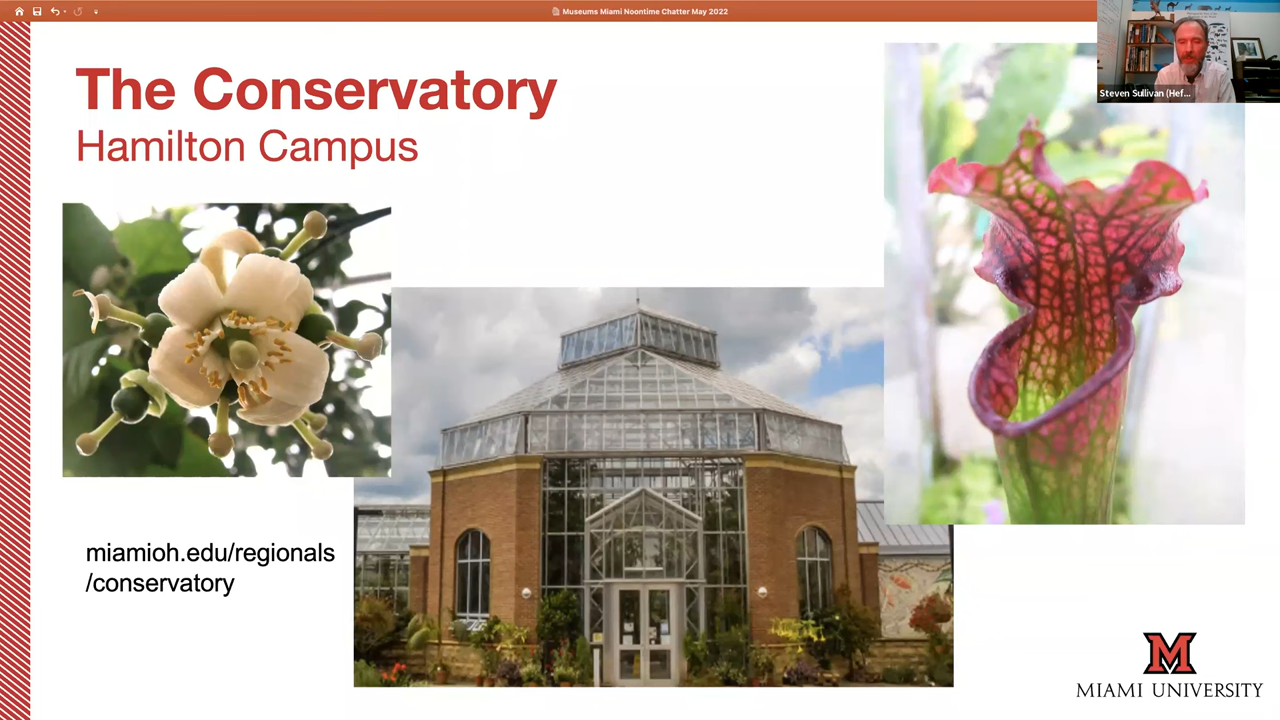 Museums Miami Noontime Chatter May 2022
Steven Sullivan (Hef...
The Conservatory
Hamilton Campus
miamioh.edu/regionals
/conservatory
M
MIAMI UNIVERSITY